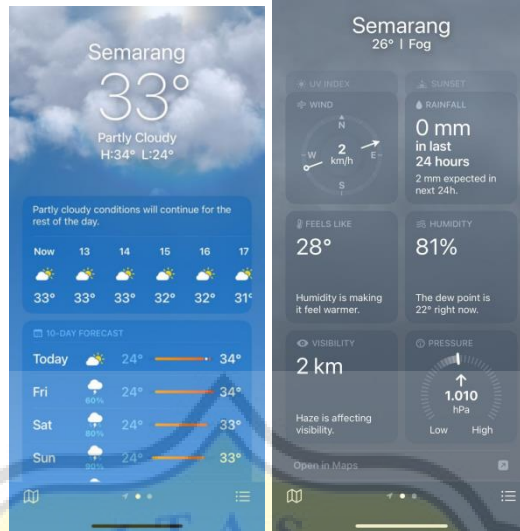 Semarang
33°
Partly Cloudy
H:34° L:24°
Partly cloudy conditions will continue for the
rest of the day.
Now 13 14 15 16 17
33° 33° 33° 32° 32° 31°
10-DAY FORECAST
Today 24° 34°
Fri 60% 24° 34°
Sat 80% 24° 33°
Sun 90% 24° 33°
Semarang
26° | Fog
UV INDEX
SUNSET
WIND
N
W 2 E
km/h
S
RAINFALL
0 mm
in last
24 hours
2 mm expected in
next 24h.
FEELS LIKE
28°
Humidity is making
it feel warmer.
HUMIDITY
81%
The dew point is
22° right now.
VISIBILITY
2 km
Haze is affecting
visibility.
PRESSURE
1.010
hPa
Low High
Open in Maps
T A S